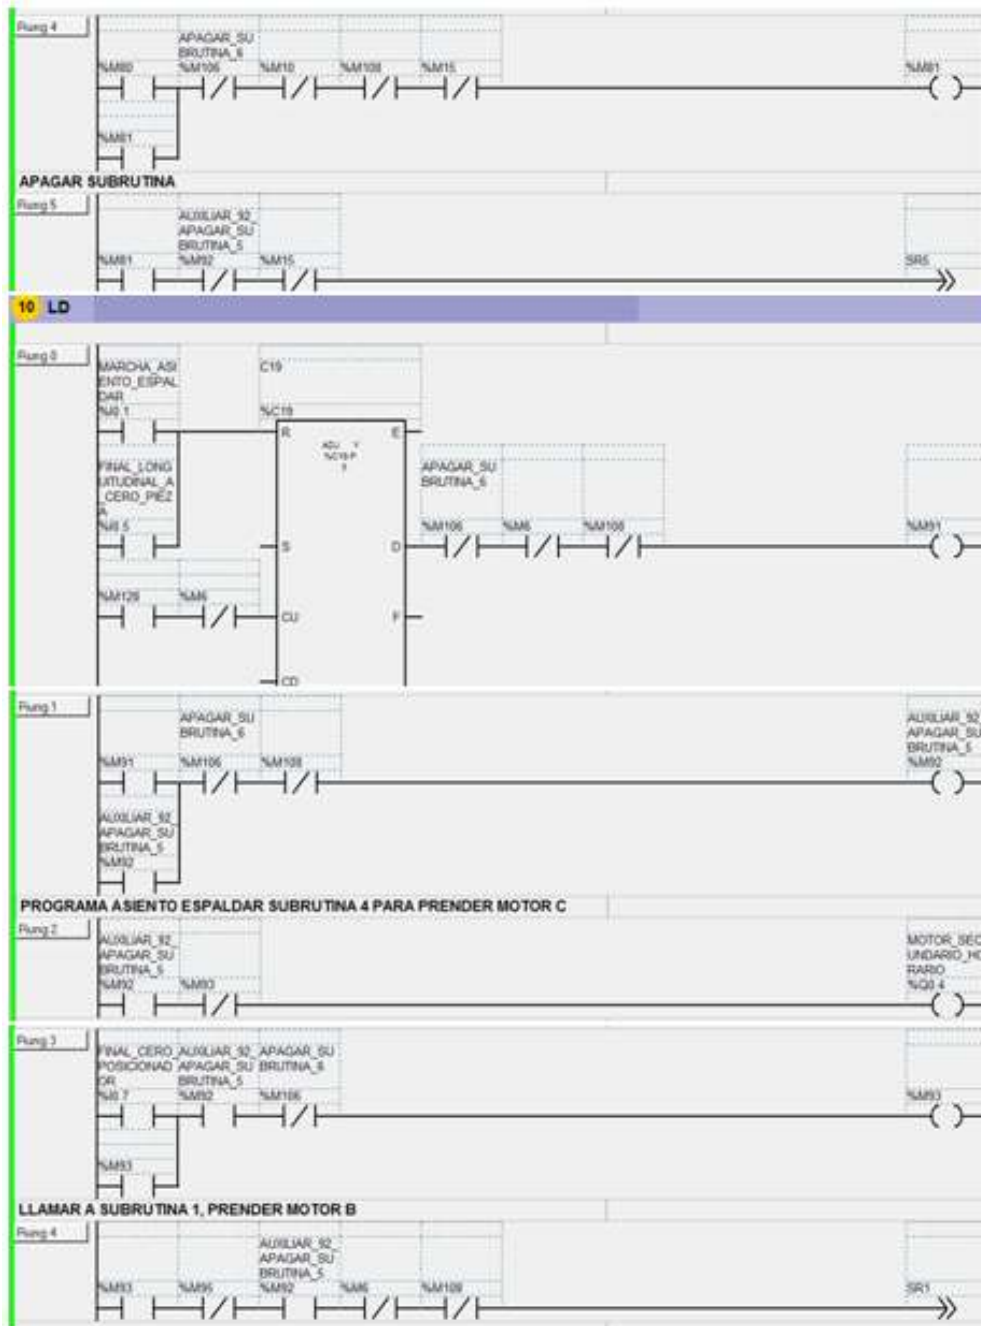 Rung 4
APAGAR_SU
BRUTINA_6
%M80 %M106 %M10 %M108 %M15 %M81
%M81
APAGAR SUBRUTINA
Rung 5
AUXILIAR_92_
APAGAR_SU
BRUTINA_5
%M81 %M92 %M15 SR5
10 LD
Rung 0
MARCHA_ASI
ENTO_ESPAL
DAR
%I0.1
C19
%C19
R E
ADJ Y
%C19.P
FINAL_LONG
UITUDINAL_A
_CERO_PIEZ
A
%I0.5
APAGAR_SU
BRUTINA_6
%M106 %M6 %M108 %M91
S D
%M128 %M6
CU F
CD
Rung 1
APAGAR_SU
BRUTINA_6
AUXILIAR_92_
APAGAR_SU
BRUTINA_5
%M91 %M106 %M108 %M92
AUXILIAR_92_
APAGAR_SU
BRUTINA_5
%M92
PROGRAMA ASIENTO ESPALDAR SUBRUTINA 4 PARA PRENDER MOTOR C
Rung 2
AUXILIAR_92_
APAGAR_SU
BRUTINA_5
%M92 %M93
MOTOR_SEC
UNDARIO_HO
RARIO
%Q0.4
Rung 3
FINAL_CERO_ AUXILIAR_92_ APAGAR_SU
POSICIONAD APAGAR_SU BRUTINA_6
OR BRUTINA_5
%I0.7 %M92 %M106 %M93
%M93
LLAMAR A SUBRUTINA 1, PRENDER MOTOR B
Rung 4
AUXILIAR_92_
APAGAR_SU
BRUTINA_5
%M93 %M95 %M92 %M6 %M108 SR1